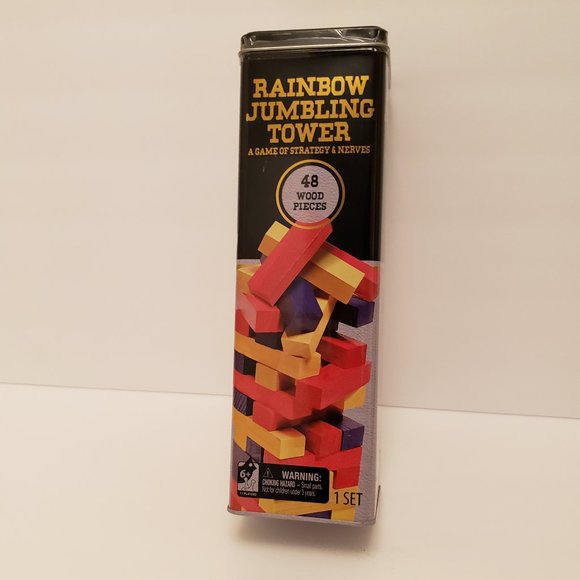 RAINBOW
JUMBLING
TOWER
A GAME OF STRATEGY & NERVES
48
WOOD
PIECES
6+
WARNING:
CHOKING HAZARD – Small parts.
Not for children under 3 years.
1 SET